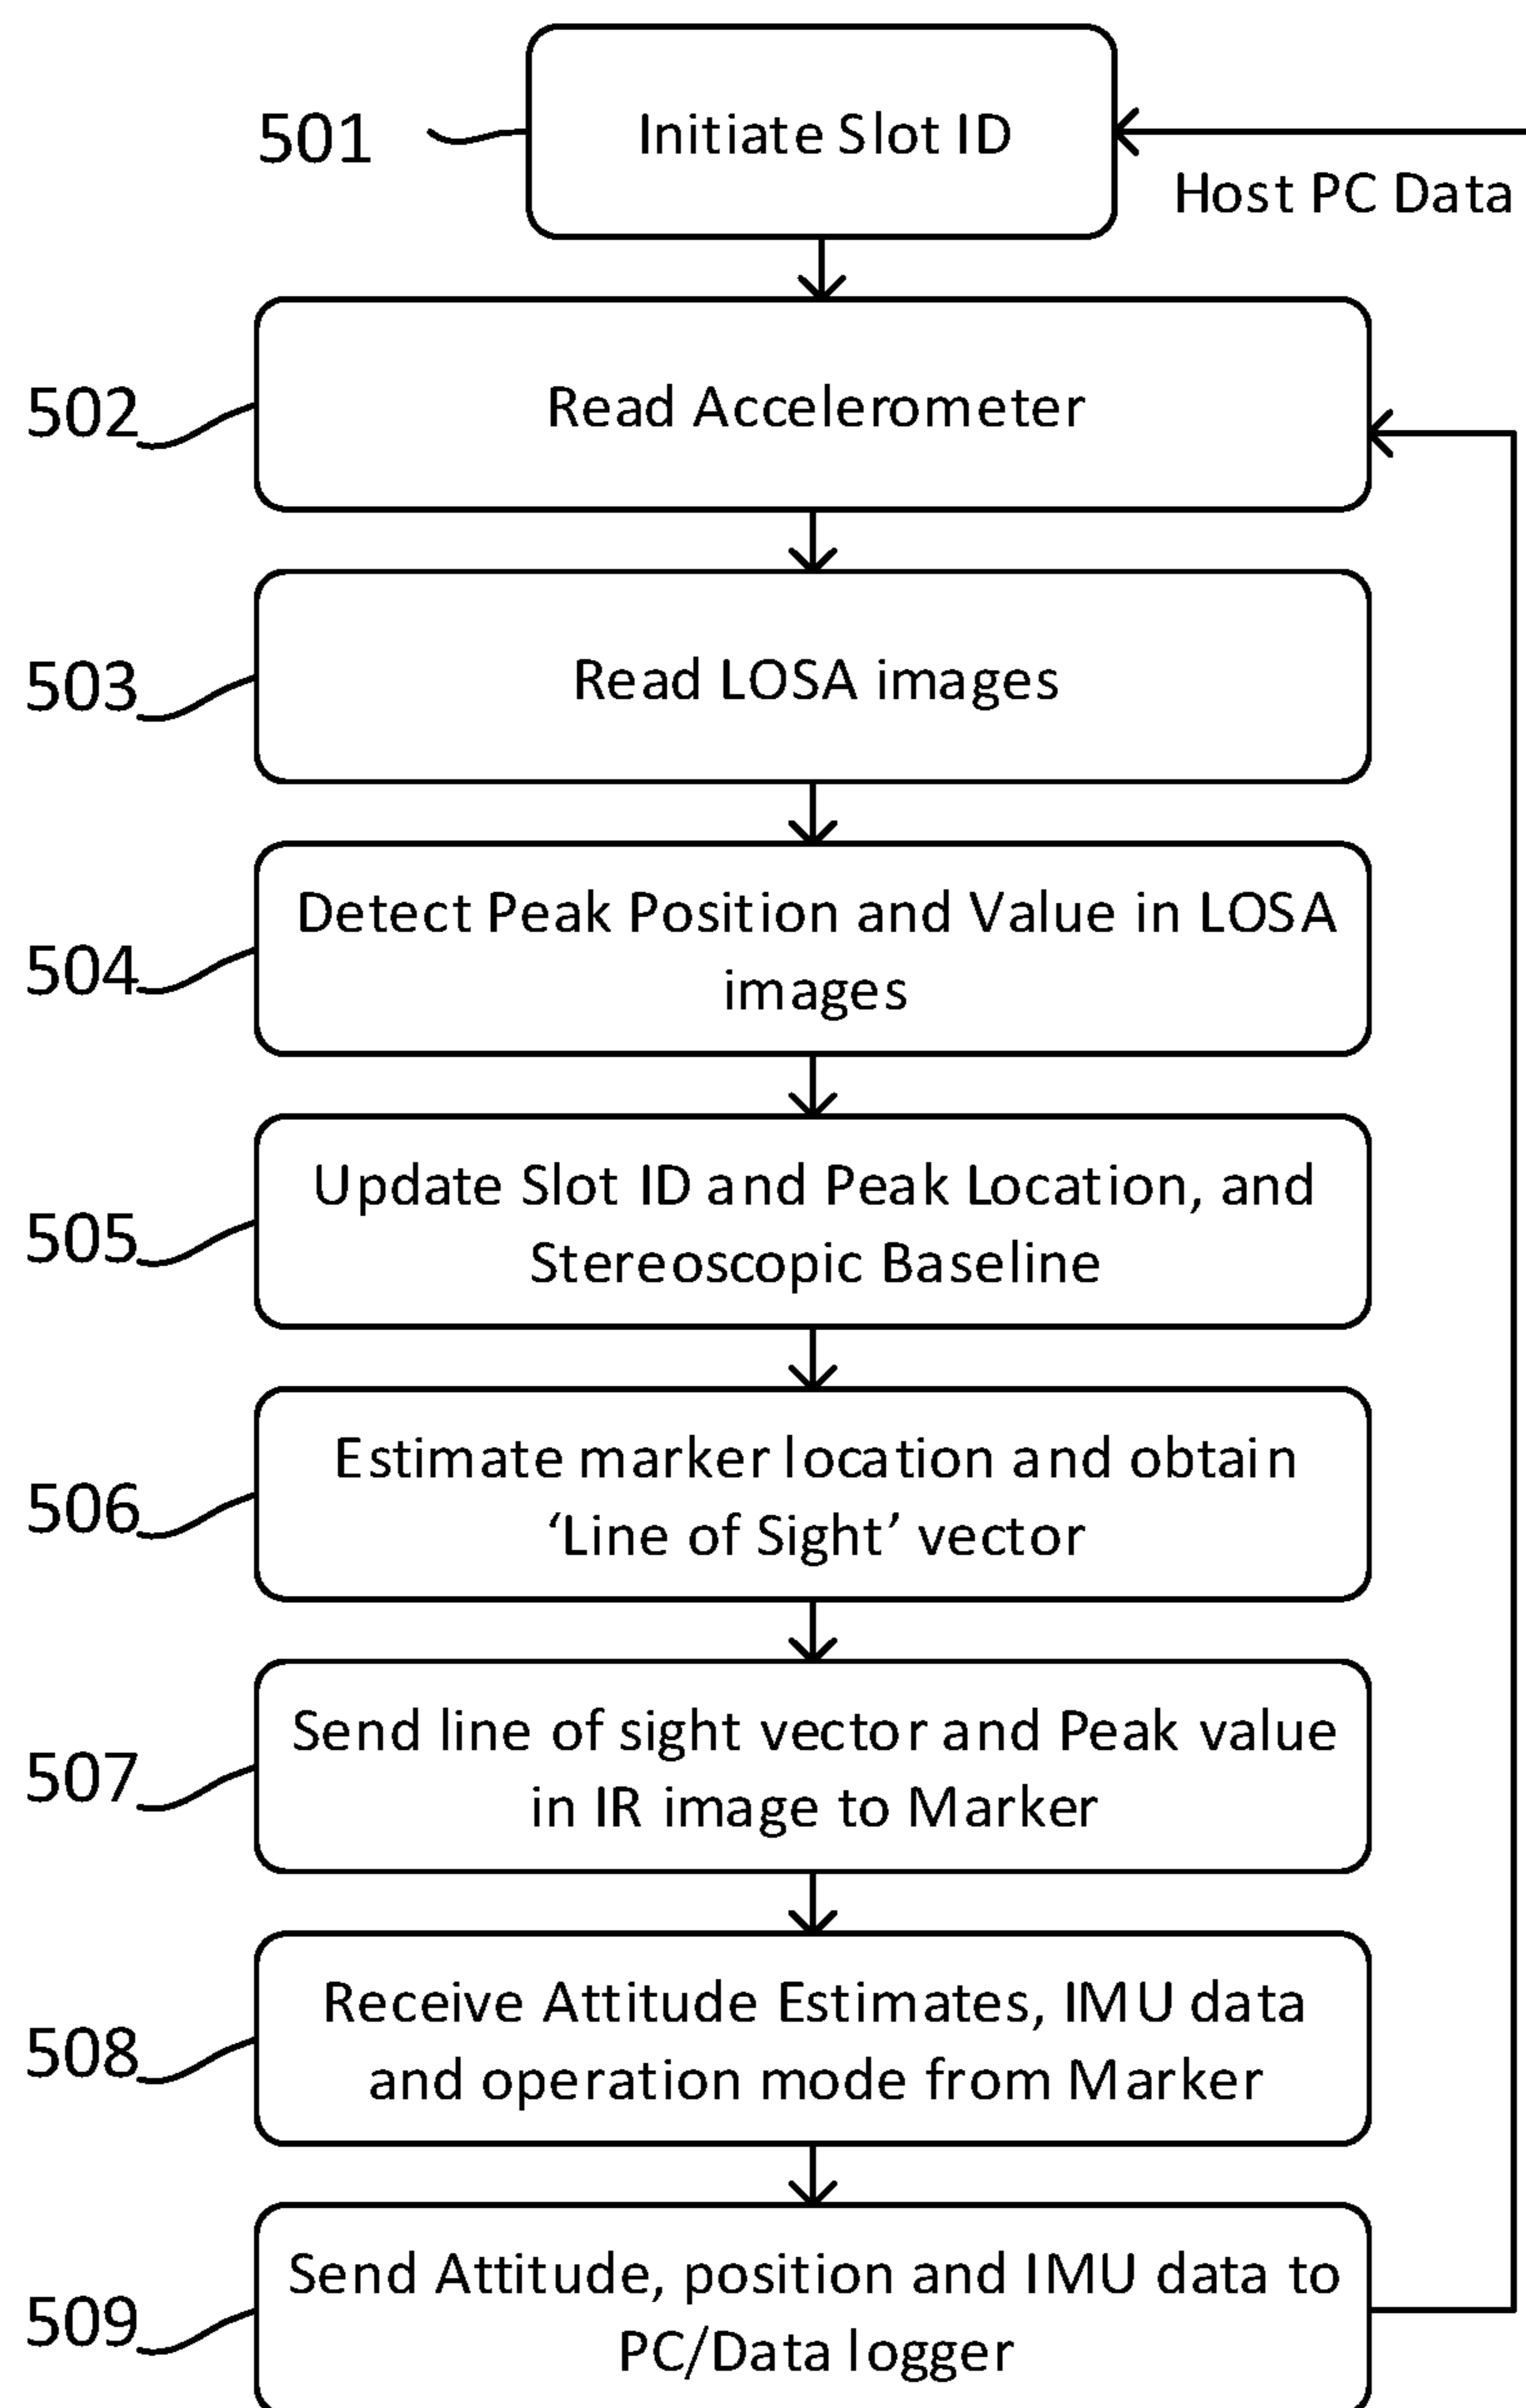 501
Initiate Slot ID
Host PC Data
502
Read Accelerometer
503
Read LOSA images
504
Detect Peak Position and Value in LOSA
images
505
Update Slot ID and Peak Location, and
Stereoscopic Baseline
506
Estimate marker location and obtain
‘Line of Sight’ vector
507
Send line of sight vector and Peak value
in IR image to Marker
508
Receive Attitude Estimates, IMU data
and operation mode from Marker
509
Send Attitude, position and IMU data to
PC/Data logger